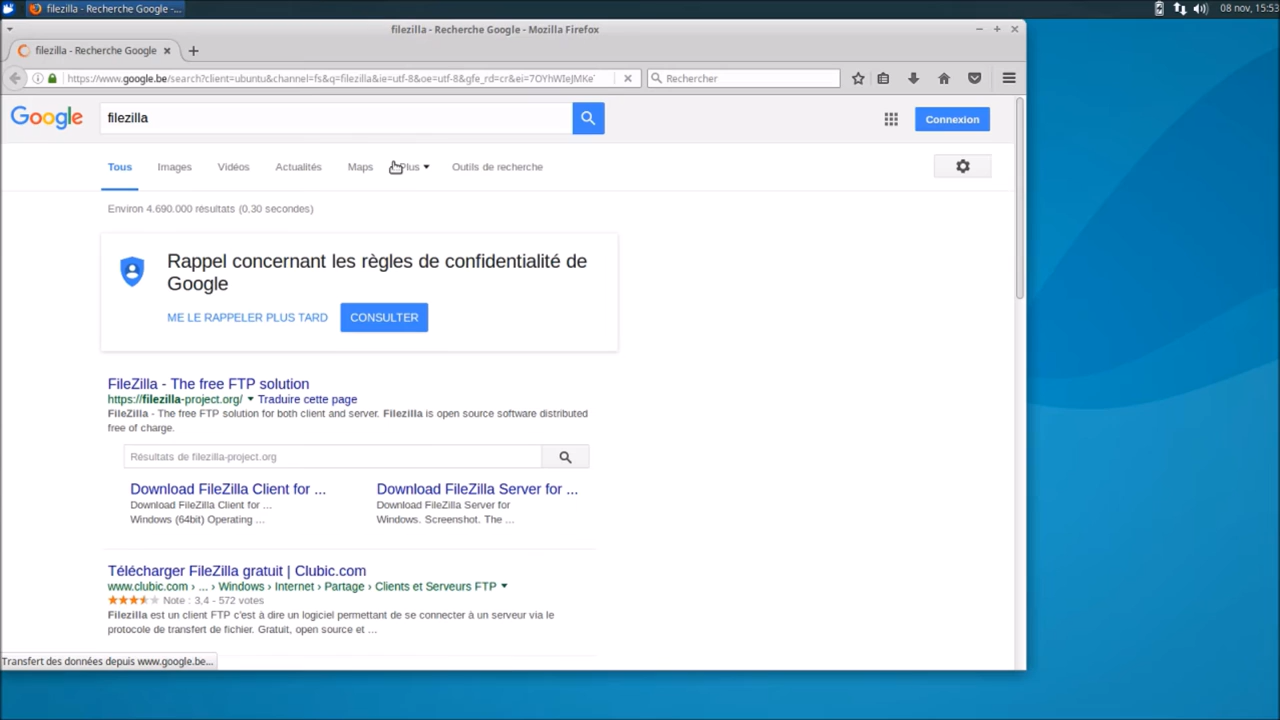 filezilla - Recherche Google -...
08 nov, 15:53
filezilla - Recherche Google - Mozilla Firefox
filezilla - Recherche Google
https://www.google.be/search?client=ubuntu&channel=fs&q=filezilla&ie=utf-8&oe=utf-8&gfe_rd=cr&ei=7OYhWIeJMKe
Rechercher
Google
filezilla
Connexion
Tous
Images
Vidéos
Actualités
Maps
Plus
Outils de recherche
Environ 4.690.000 résultats (0,30 secondes)
Rappel concernant les règles de confidentialité de
Google
ME LE RAPPELER PLUS TARD
CONSULTER
FileZilla - The free FTP solution
https://filezilla-project.org/ Traduire cette page
FileZilla - The free FTP solution for both client and server. Filezilla is open source software distributed
free of charge.
Résultats de filezilla-project.org
Download FileZilla Client for ...
Download FileZilla Client for ...
Windows (64bit) Operating ...
Download FileZilla Server for ...
Download FileZilla Server for
Windows. Screenshot. The ...
Télécharger FileZilla gratuit | Clubic.com
www.clubic.com › ... › Windows › Internet › Partage › Clients et Serveurs FTP
Note : 3,4 - 572 votes
Filezilla est un client FTP c'est à dire un logiciel permettant de se connecter à un serveur via le
protocole de transfert de fichier. Gratuit, open source et ...
Transfert des données depuis www.google.be...